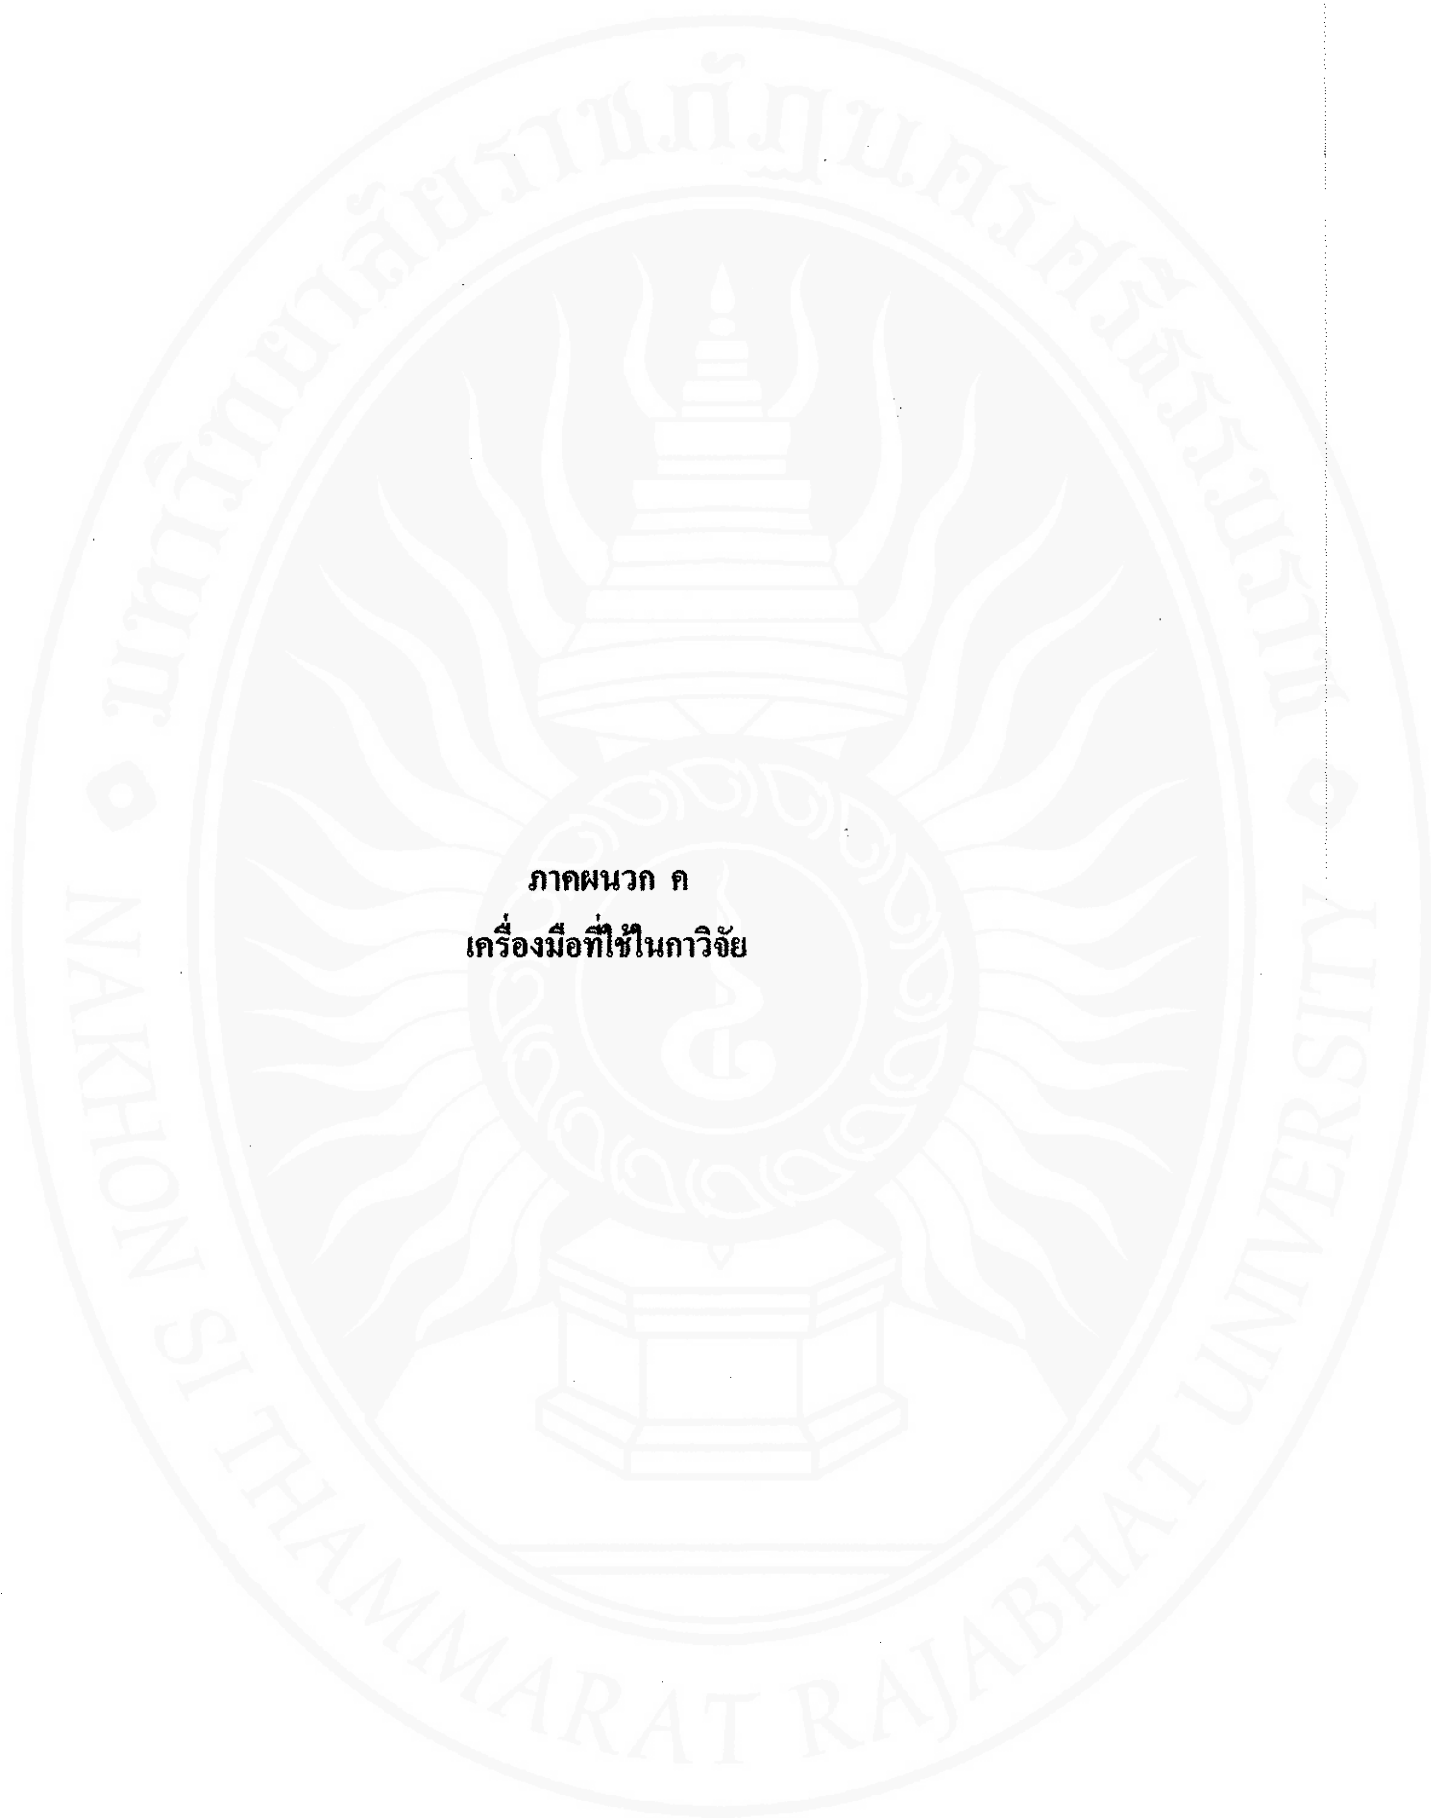 มหาวิทยาลัยราชภัฏนครศรีธรรมราช
ภาคผนวก ค
เครื่องมือที่ใช้ในกาวิจัย
NAKHON SI THAMMARAT RAJABHAT UNIVERSITY